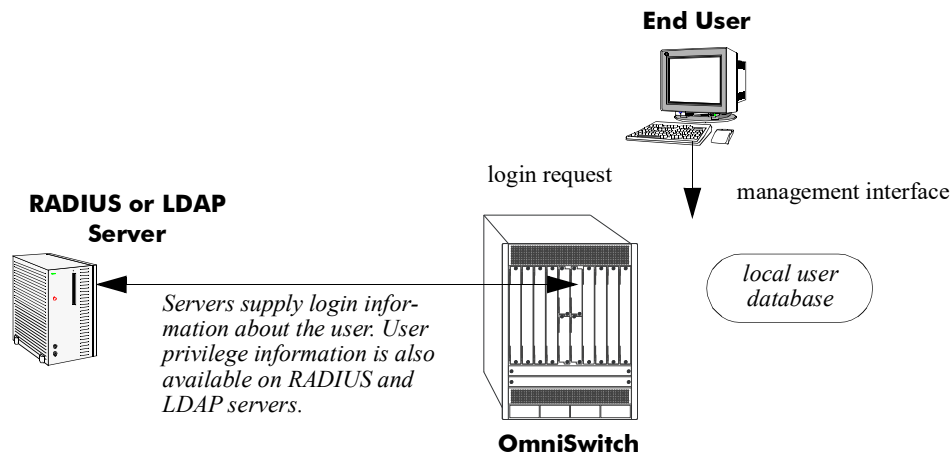 End User
login request
management interface
RADIUS or LDAP
Server
local user
database
Servers supply login infor-
mation about the user. User
privilege information is also
available on RADIUS and
LDAP servers.
OmniSwitch